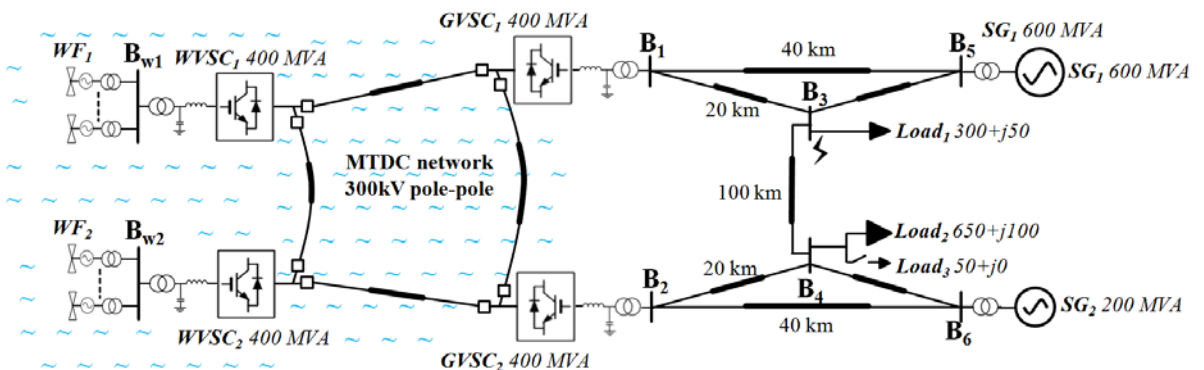 GVSC1 400 MVA
WF1
Bw1
WVSC1 400 MVA
B1
40 km
B5
SG1 600 MVA
SG1 600 MVA
20 km
B3
Load1 300+j50
MTDC network
300kV pole-pole
100 km
WF2
Bw2
Load2 650+j100
Load3 50+j0
B2
20 km
B4
40 km
B6
SG2 200 MVA
WVSC2 400 MVA
GVSC2 400 MVA